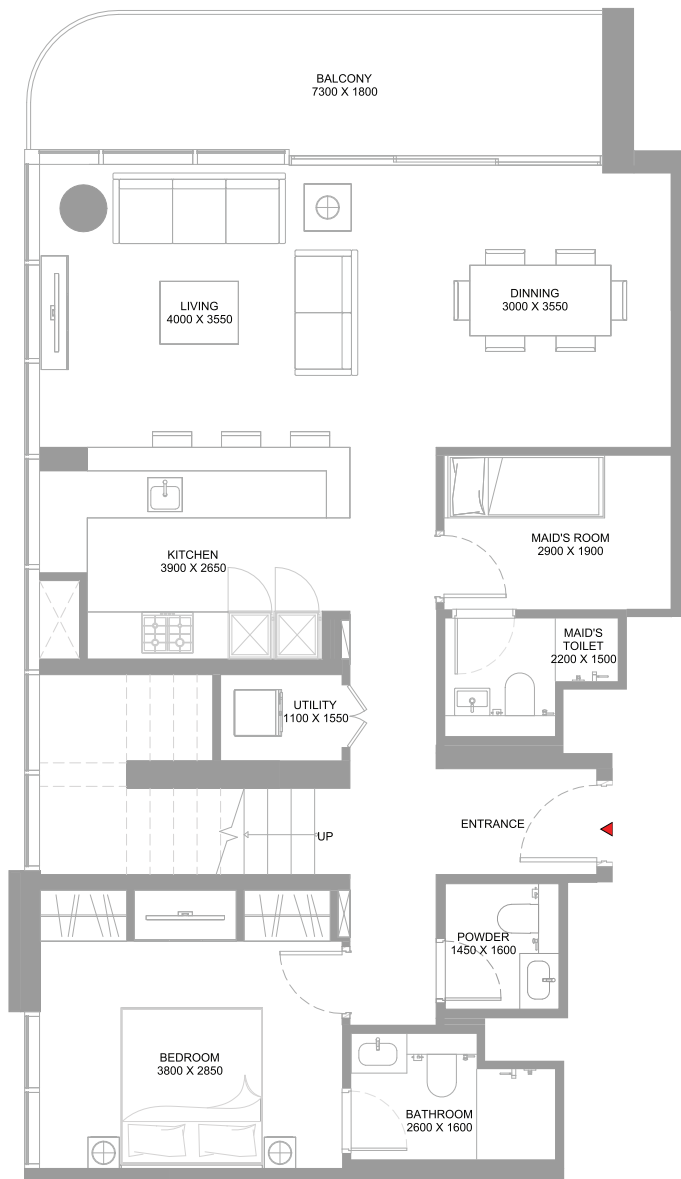 BALCONY
7300 X 1800
LIVING
4000 X 3550
DINNING
3000 X 3550
KITCHEN
3900 X 2650
MAID'S ROOM
2900 X 1900
MAID'S
TOILET
2200 X 1500
UTILITY
1100 X 1550
ENTRANCE
UP
POWDER
1450 X 1600
BEDROOM
3800 X 2850
BATHROOM
2600 X 1600